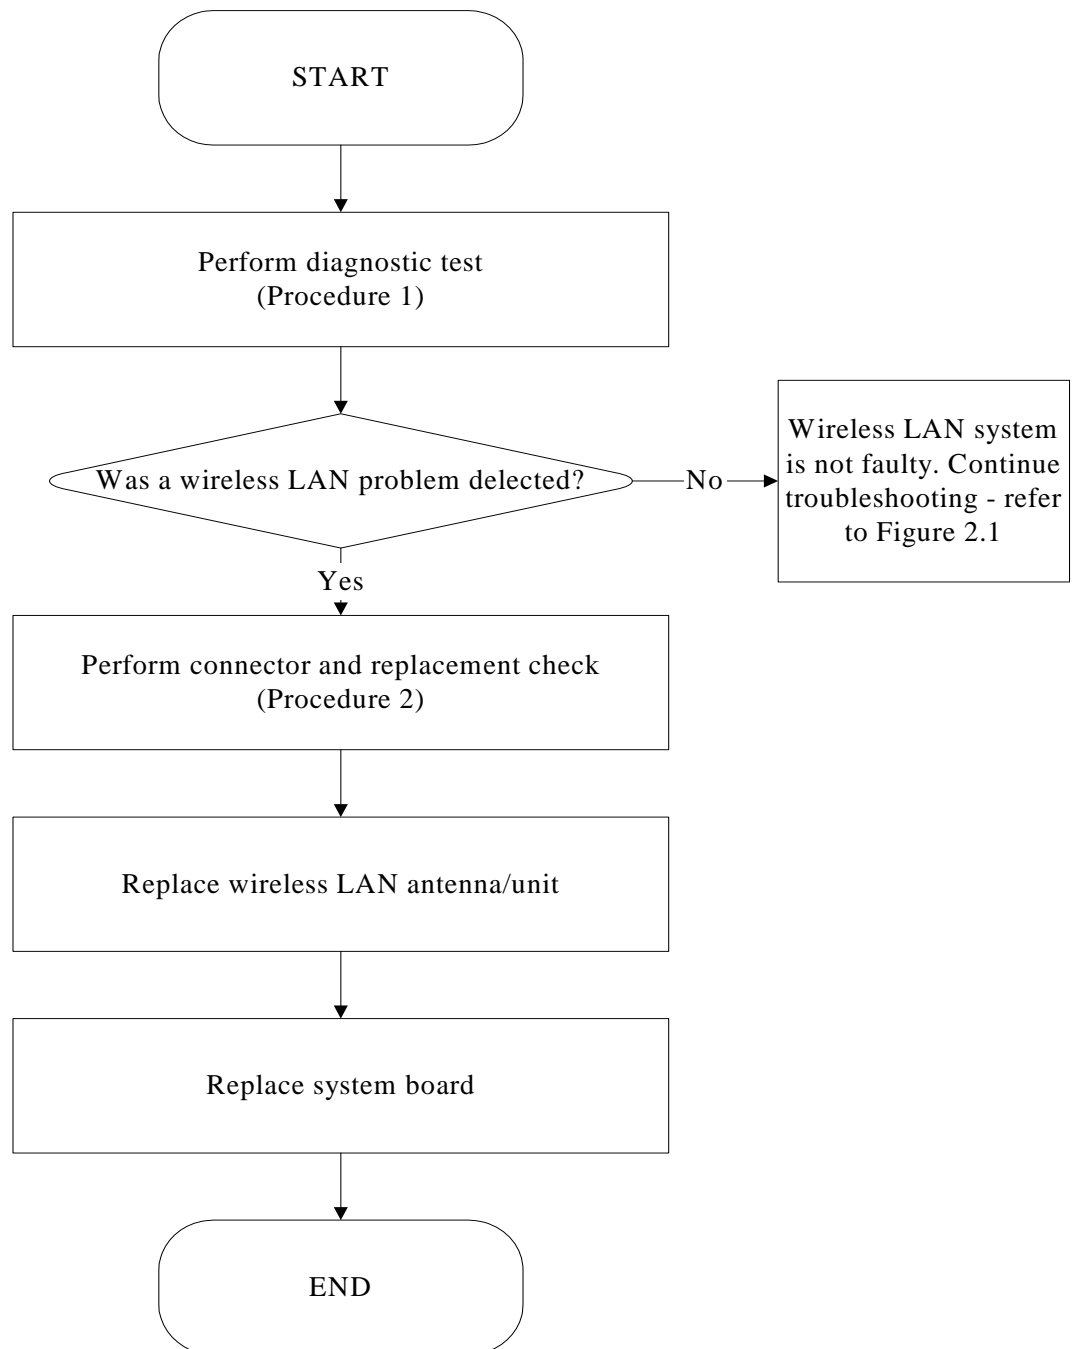 START
Perform diagnostic test
(Procedure 1)
Was a wireless LAN problem delected?
No
Wireless LAN system
is not faulty. Continue
troubleshooting - refer
to Figure 2.1
Yes
Perform connector and replacement check
(Procedure 2)
Replace wireless LAN antenna/unit
Replace system board
END